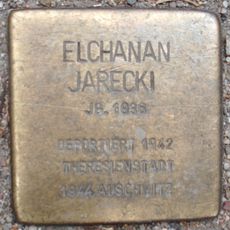 ELCHANAN
JARECKI
JG. 1936
DEPORTIERT 1942
THERESIENSTADT
1944 AUSCHWITZ